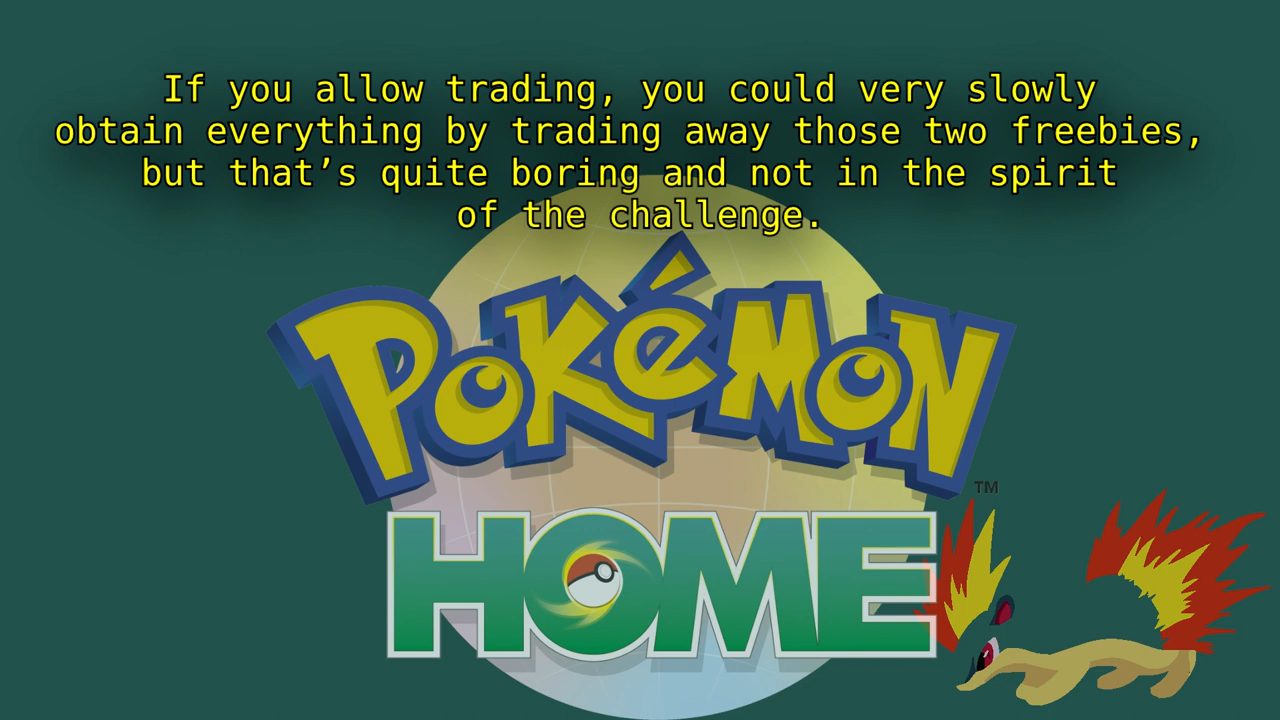 If you allow trading, you could very slowly
obtain everything by trading away those two freebies,
but that’s quite boring and not in the spirit
of the challenge.
Pokémon
TM
HOME